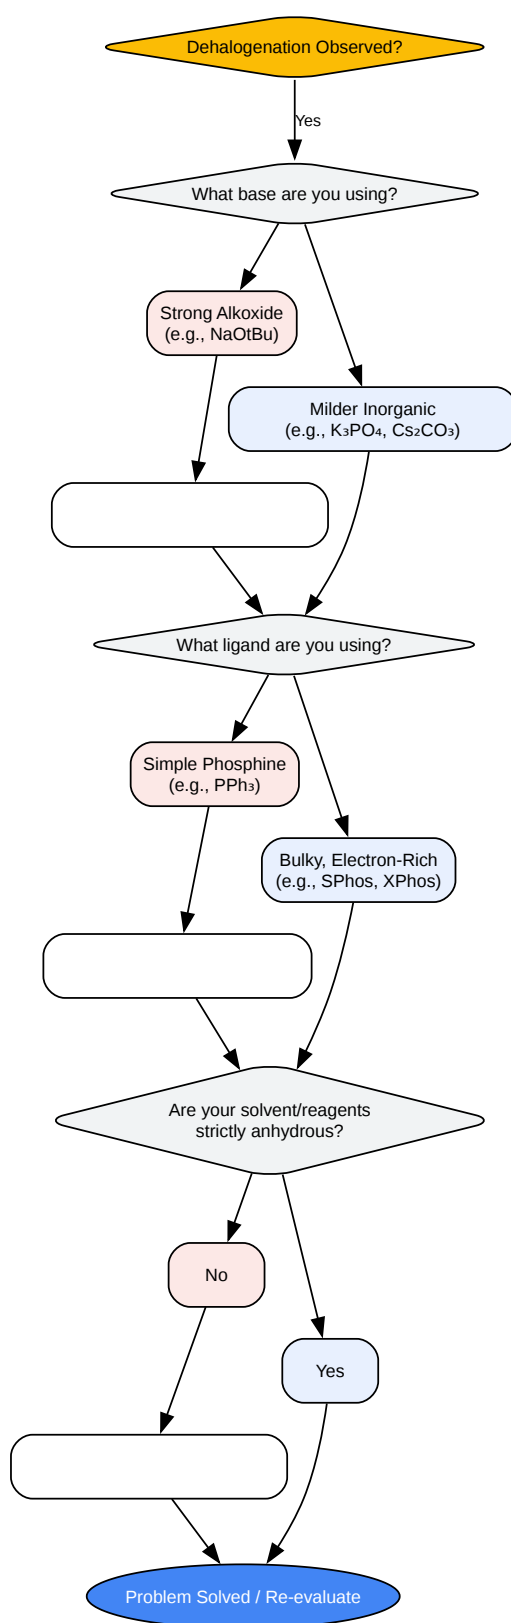 Dehalogenation Observed?
Yes
What base are you using?
Strong Alkoxide
(e.g., NaOtBu)
Milder Inorganic
(e.g., K₃PO₄, Cs₂CO₃)
What ligand are you using?
Simple Phosphine
(e.g., PPh₃)
Bulky, Electron-Rich
(e.g., SPhos, XPhos)
Are your solvent/reagents
strictly anhydrous?
No
Yes
Problem Solved / Re-evaluate